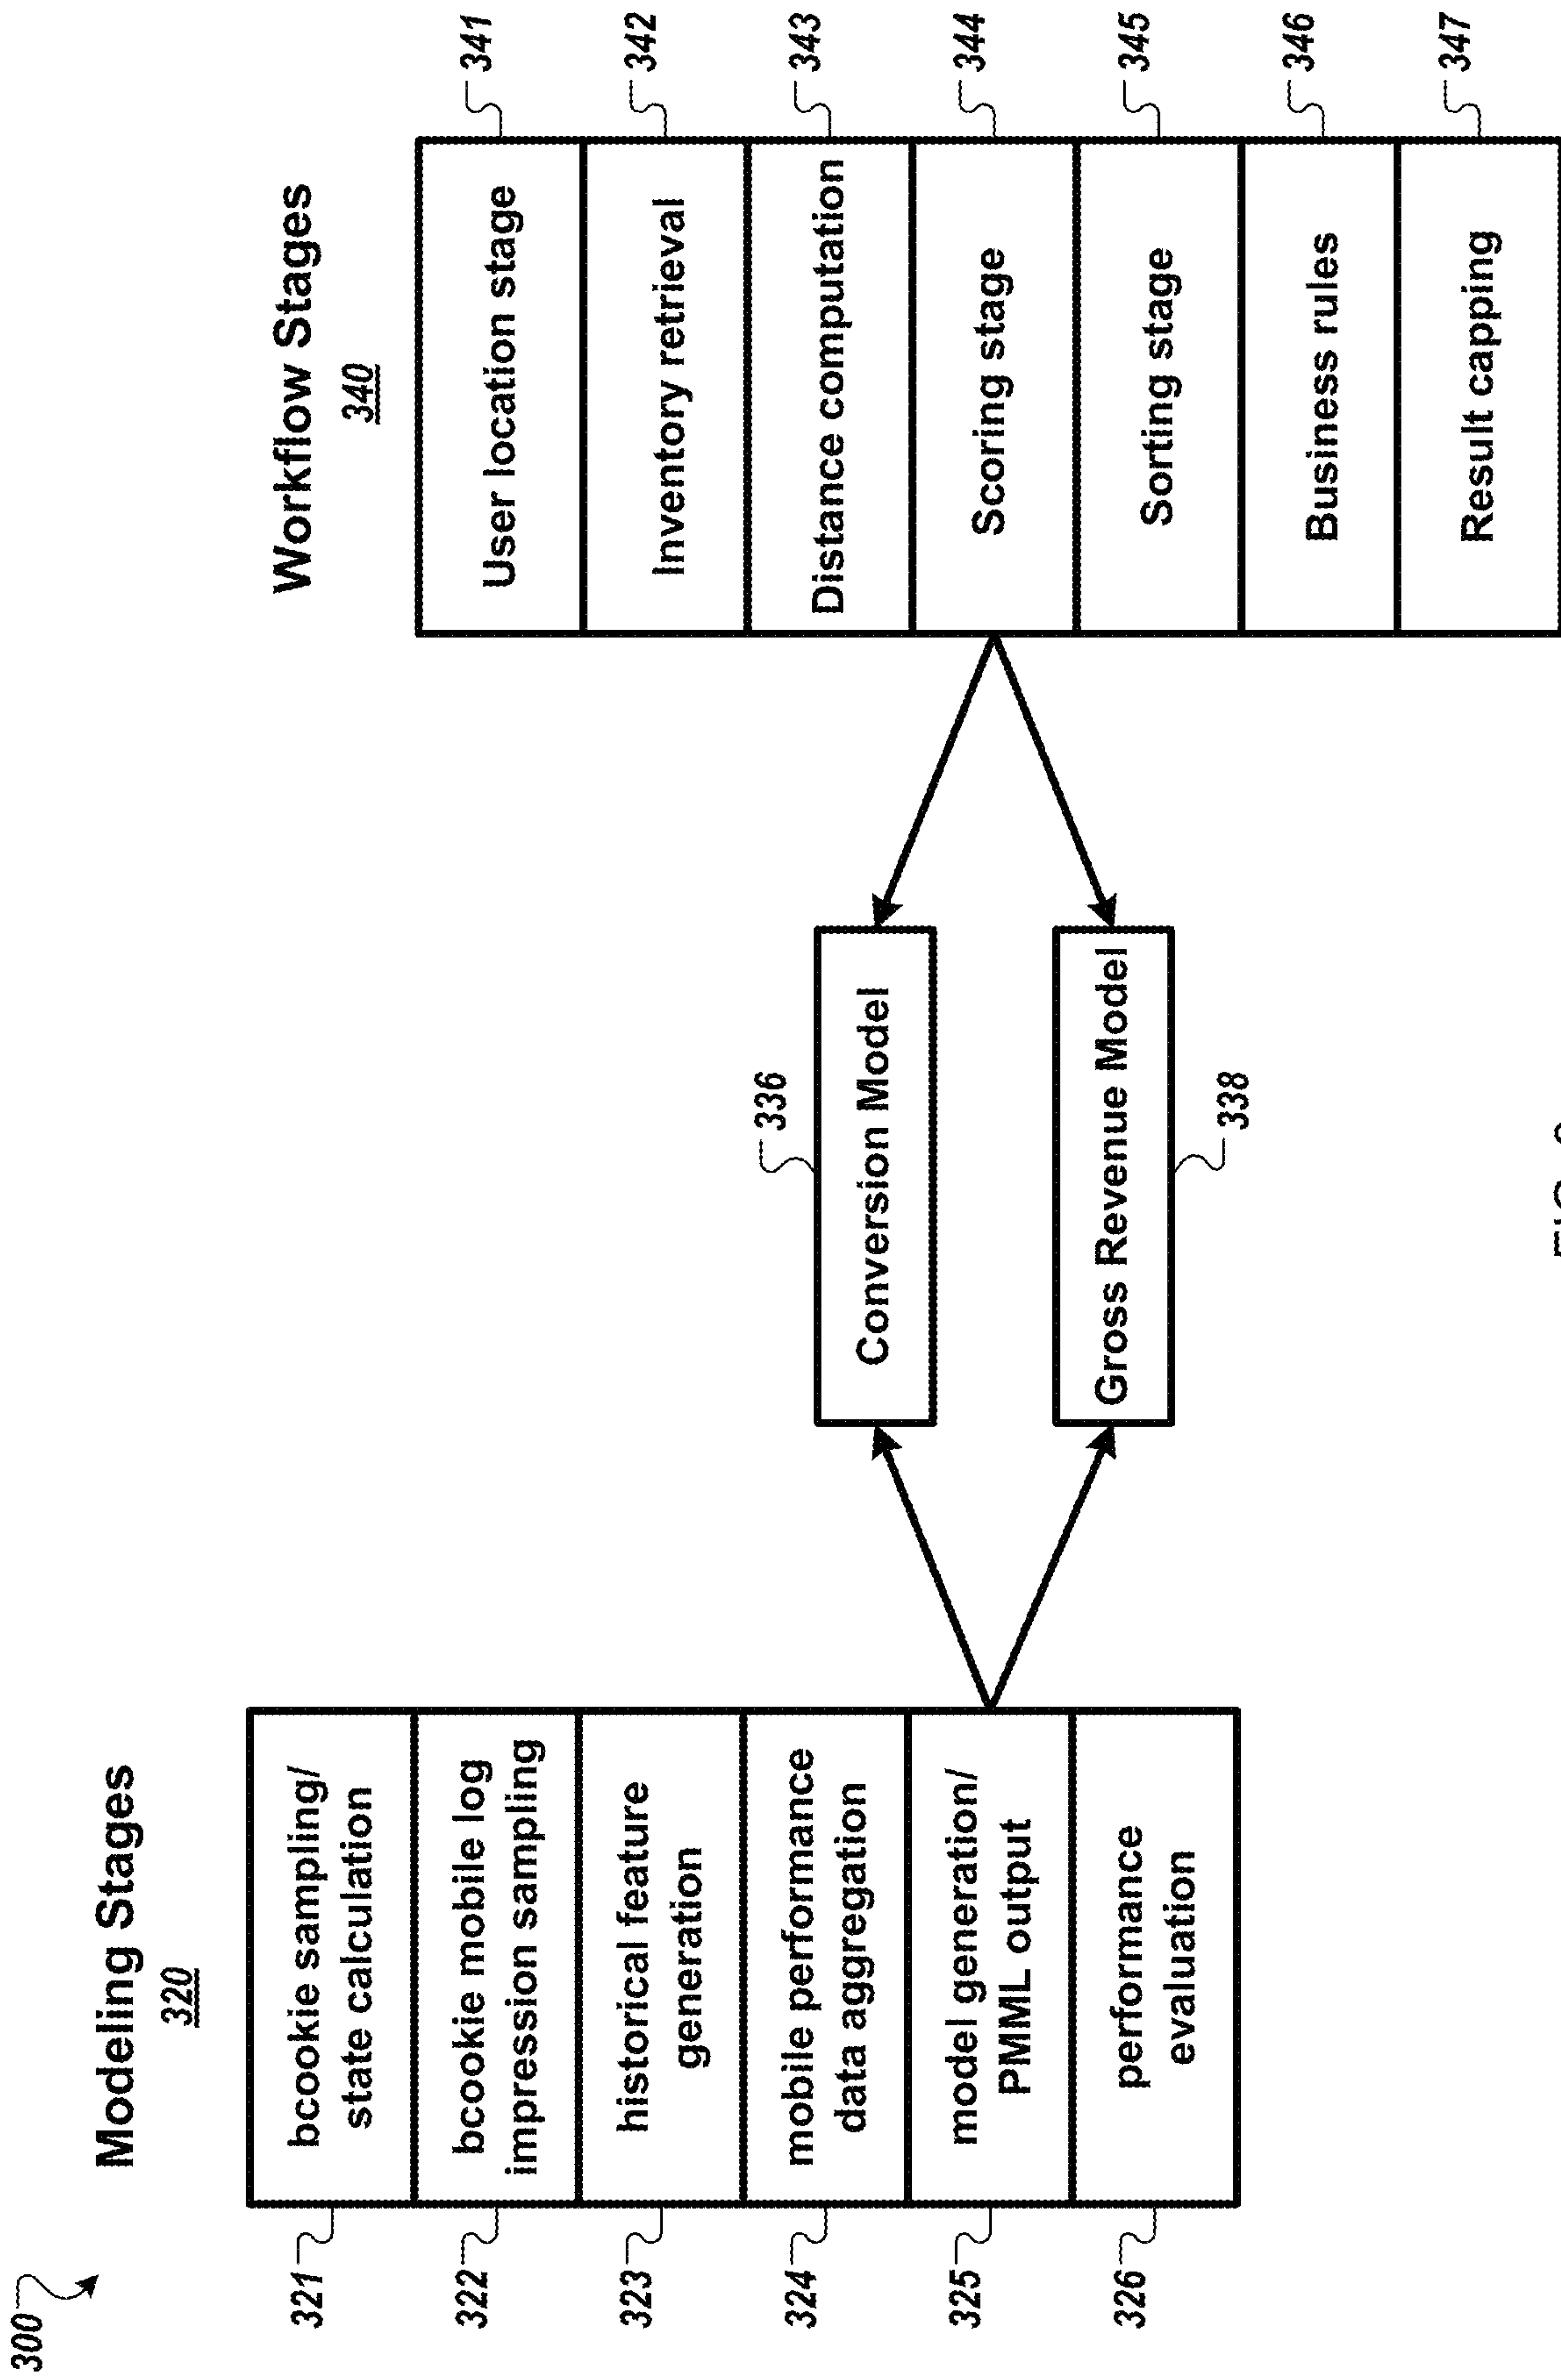 300
Modeling Stages
320
321
bcookie sampling/
state calculation
322
bcookie mobile log
impression sampling
323
historical feature
generation
324
mobile performance
data aggregation
325
model generation/
PMML output
326
performance
evaluation
336
Conversion Model
Gross Revenue Model
338
Workflow Stages
340
User location stage
341
Inventory retrieval
342
Distance computation
343
Scoring stage
344
Sorting stage
345
Business rules
346
Result capping
347
FIG.